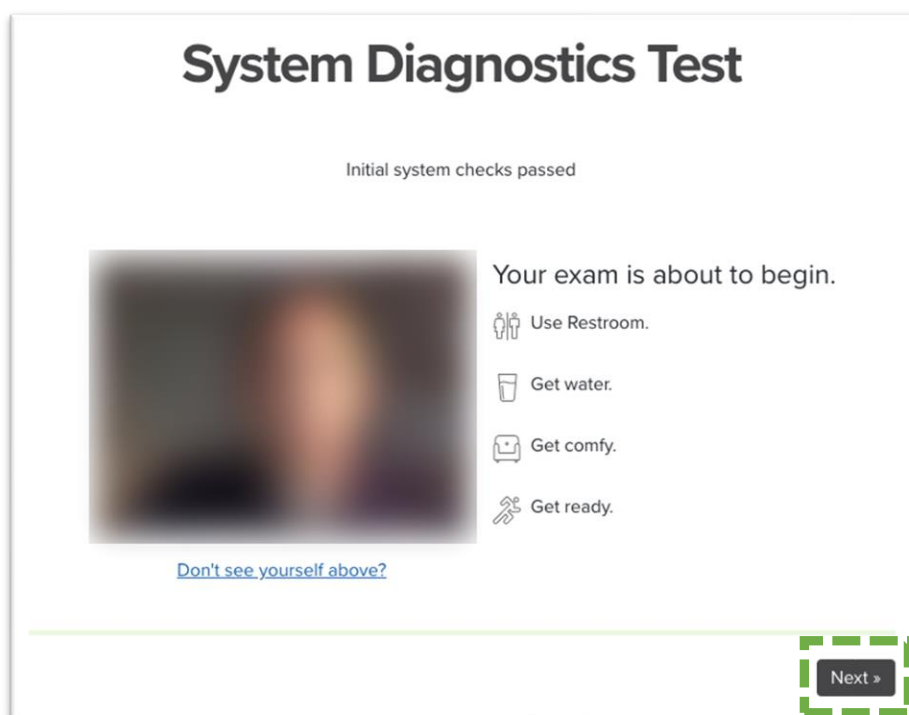 System Diagnostics Test
Initial system checks passed
Your exam is about to begin.
Use Restroom.
Get water.
Get comfy.
Get ready.
Don't see yourself above?
Next »